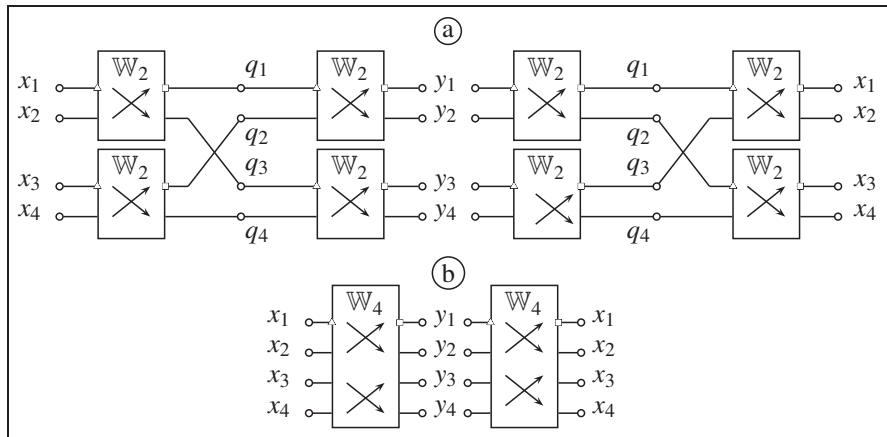 a
𝕎₂ q₁ 𝕎₂ 𝕎₂ q₁ 𝕎₂
x₁ y₁ x₁
x₂ q₂ y₂ q₂ x₂
𝕎₂ q₃ 𝕎₂ 𝕎₂ q₃ 𝕎₂
x₃ y₃ x₃
x₄ q₄ y₄ q₄ x₄
b
𝕎₄ 𝕎₄
x₁ y₁ x₁
x₂ y₂ x₂
x₃ y₃ x₃
x₄ y₄ x₄